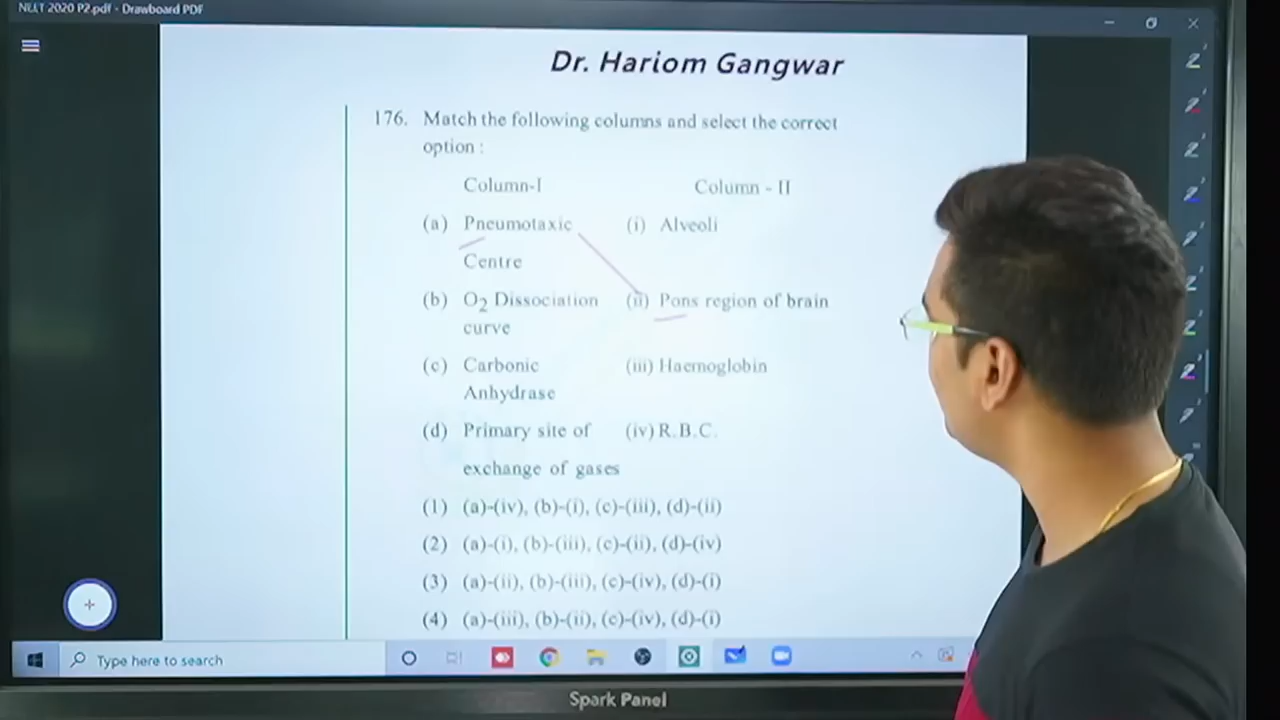 NEET 2020 P2.pdf - Drawboard PDF
Dr. Hariom Gangwar
176. Match the following columns and select the correct
option :
Column-I Column - II
(a) Pneumotaxic (i) Alveoli
Centre
(b) O2 Dissociation (ii) Pons region of brain
curve
(c) Carbonic (iii) Haemoglobin
Anhydrase
(d) Primary site of (iv) R.B.C.
exchange of gases
(1) (a)-(iv), (b)-(i), (c)-(iii), (d)-(ii)
(2) (a)-(i), (b)-(iii), (c)-(ii), (d)-(iv)
(3) (a)-(ii), (b)-(iii), (c)-(iv), (d)-(i)
(4) (a)-(iii), (b)-(ii), (c)-(iv), (d)-(i)
Type here to search
Spark Panel